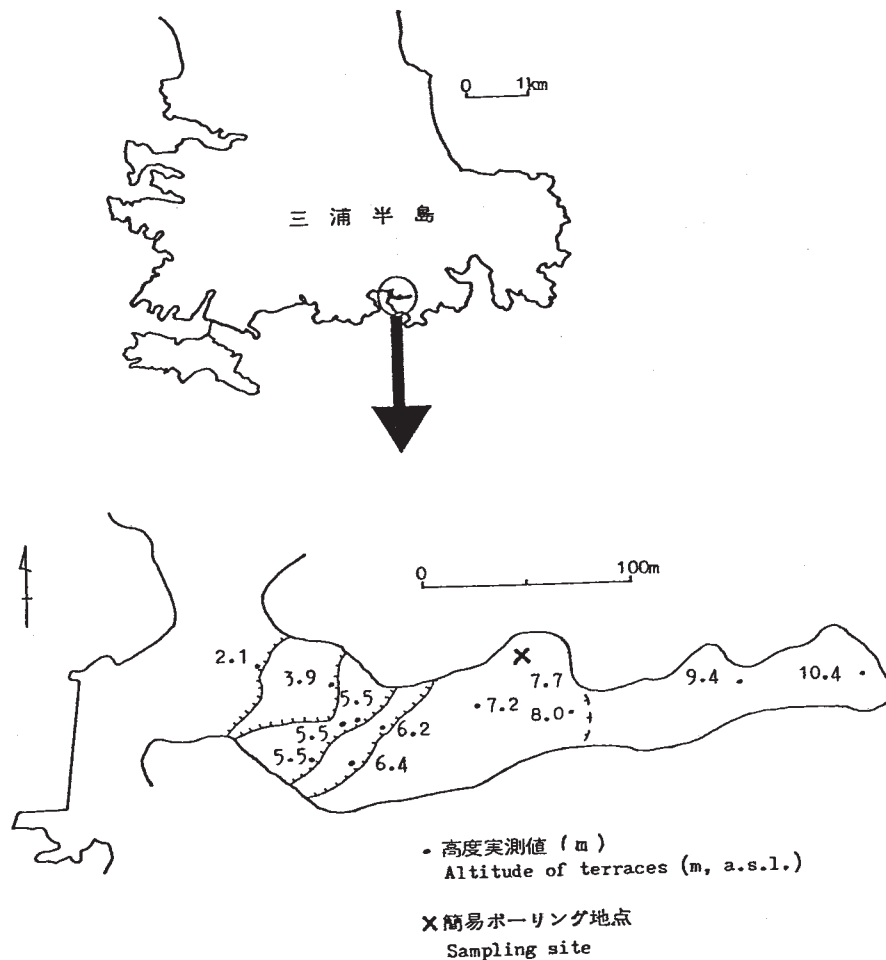 0 1km
三浦半島
0 100m
2.1
3.9
5.5
5.5
5.5
6.2
6.4
7.2
7.7
8.0
9.4
10.4
• 高度実測値 (m)
Altitude of terraces (m, a.s.l.)
× 簡易ボーリング地点
Sampling site